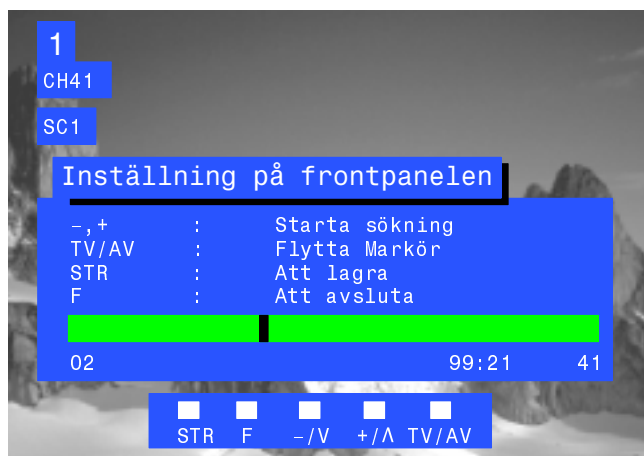 1
CH41
SC1
Inställning på frontpanelen
-,+ : Starta sökning
TV/AV : Flytta Markör
STR : Att lagra
F : Att avsluta
02 99:21 41
STR F -/V +/Λ TV/AV